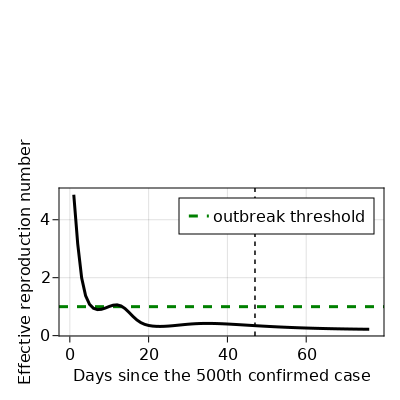 Effective reproduction number
4
2
0
outbreak threshold
0 20 40 60
Days since the 500th confirmed case